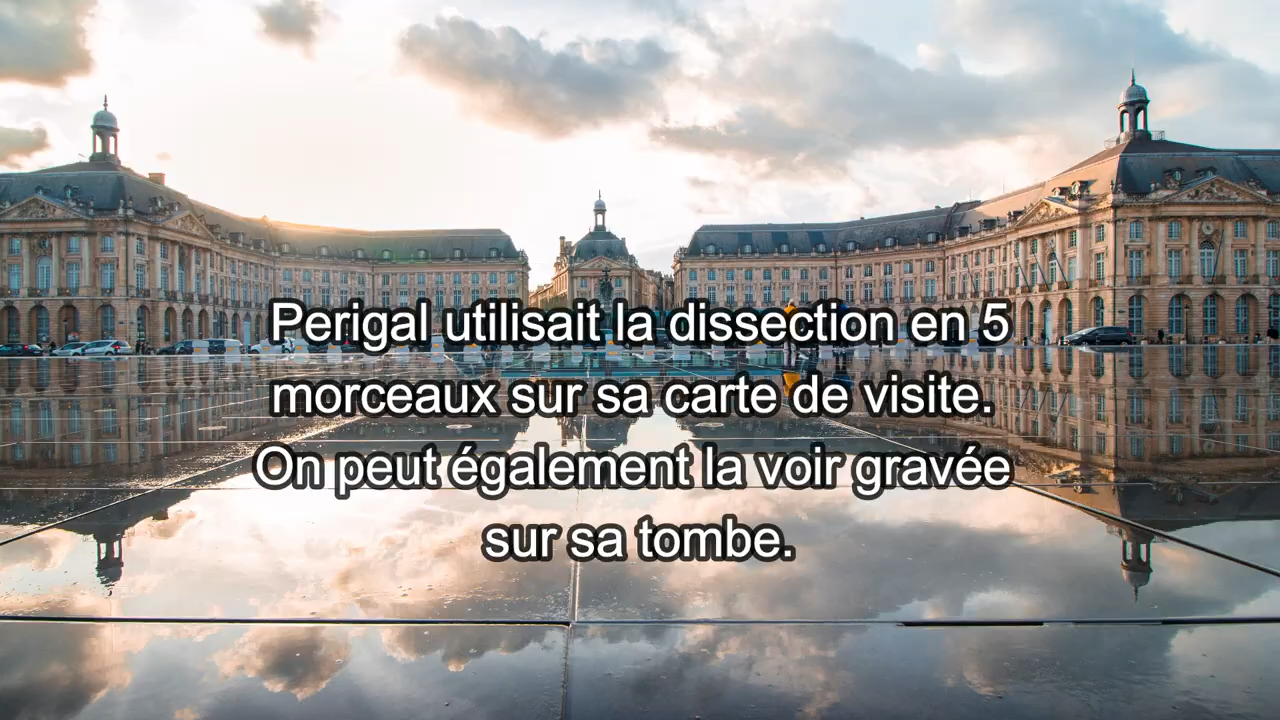 Perigal utilisait la dissection en 5
morceaux sur sa carte de visite.
On peut également la voir gravée
sur sa tombe.